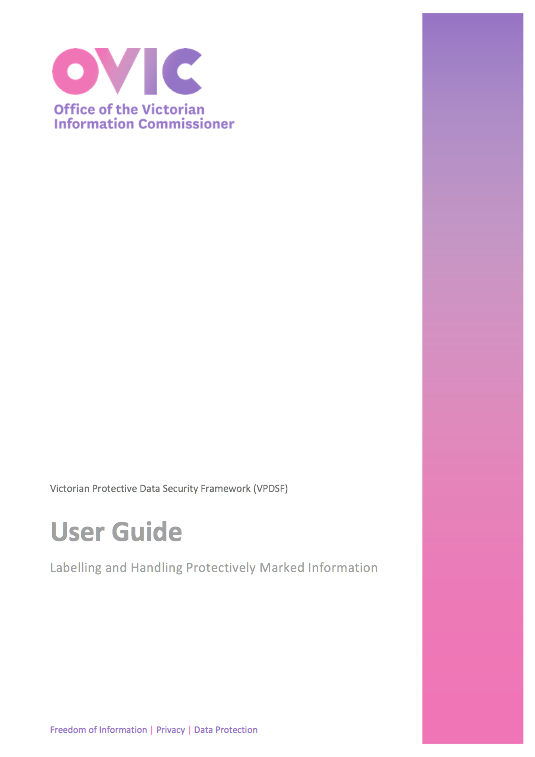 OVIC
Office of the Victorian
Information Commissioner
Victorian Protective Data Security Framework (VPDSF)
User Guide
Labelling and Handling Protectively Marked Information
Freedom of Information | Privacy | Data Protection